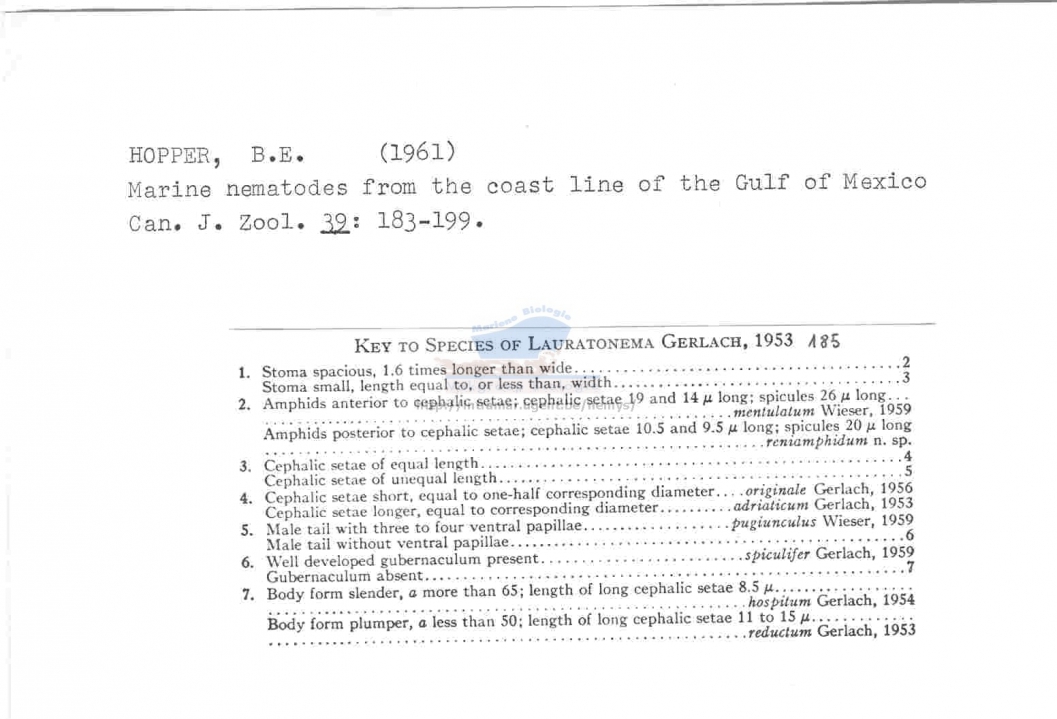 HOPPER, B.E. (1961)
Marine nematodes from the coast line of the Gulf of Mexico
Can. J. Zool. 39: 183-199.
Marine Biologie
KEY TO SPECIES OF LAURATONEMA GERLACH, 1953 185
1. Stoma spacious, 1.6 times longer than wide.......................................2
Stoma small, length equal to, or less than, width..................................3
2. Amphids anterior to cephalic setae; cephalic setae 19 and 14 μ long; spicules 26 μ long...
.......................................................mentulatum Wieser, 1959
Amphids posterior to cephalic setae; cephalic setae 10.5 and 9.5 μ long; spicules 20 μ long
...........................................................reniamphidum n. sp.
3. Cephalic setae of equal length..................................................4
Cephalic setae of unequal length................................................5
4. Cephalic setae short, equal to one-half corresponding diameter....originale Gerlach, 1956
Cephalic setae longer, equal to corresponding diameter..........adriaticum Gerlach, 1953
5. Male tail with three to four ventral papillae..................pugiunculus Wieser, 1959
Male tail without ventral papillae..............................................6
6. Well developed gubernaculum present........................spiculifer Gerlach, 1959
Gubernaculum absent..........................................................7
7. Body form slender, a more than 65; length of long cephalic setae 8.5 μ.................
.........................................................hospitum Gerlach, 1954
Body form plumper, a less than 50; length of long cephalic setae 11 to 15 μ.............
.........................................................reductum Gerlach, 1953